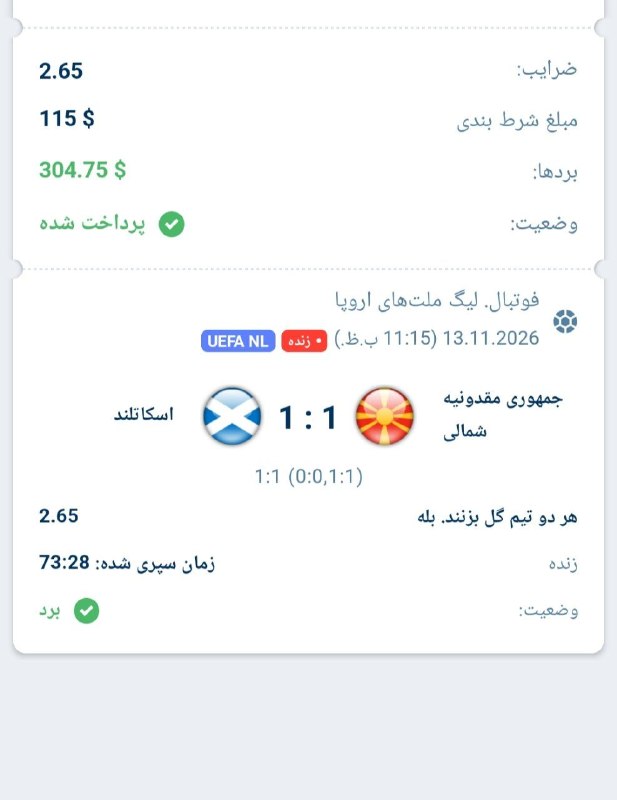 ضرایب: 2.65
مبلغ شرط بندی 115 $
بردها: 304.75 $
وضعیت: پرداخت شده
فوتبال. لیگ ملت‌های اروپا
13.11.2026 (11:15 ب.ظ.) • زنده UEFA NL
جمهوری مقدونیه شمالی 1 : 1 اسکاتلند
1:1 (0:0,1:1)
هر دو تیم گل بزنند. بله 2.65
زنده زمان سپری شده: 73:28
وضعیت: برد